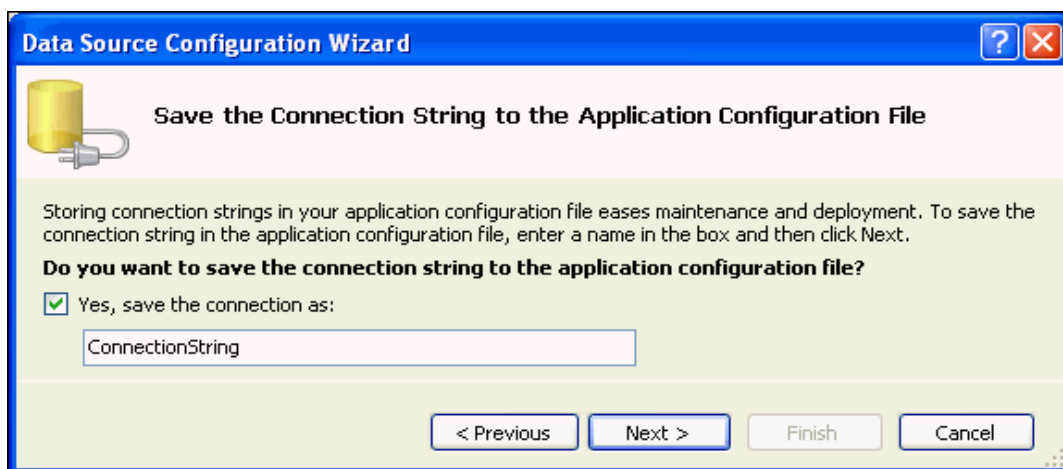 Data Source Configuration Wizard
Save the Connection String to the Application Configuration File
Storing connection strings in your application configuration file eases maintenance and deployment. To save the
connection string in the application configuration file, enter a name in the box and then click Next.
Do you want to save the connection string to the application configuration file?
Yes, save the connection as:
ConnectionString
< Previous Next > Finish Cancel